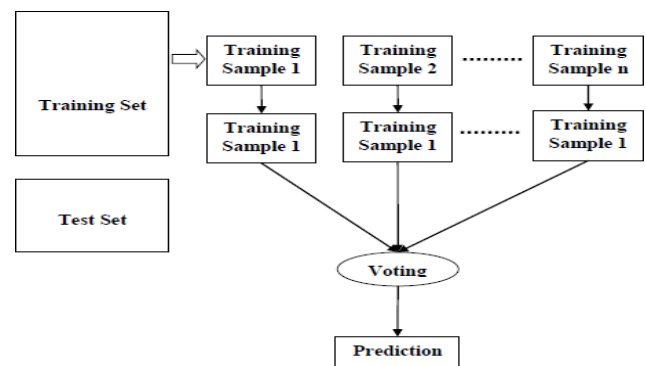 Training Set
Training
Sample 1
Training
Sample 2
Training
Sample n
Training
Sample 1
Training
Sample 1
Training
Sample 1
Test Set
Voting
Prediction